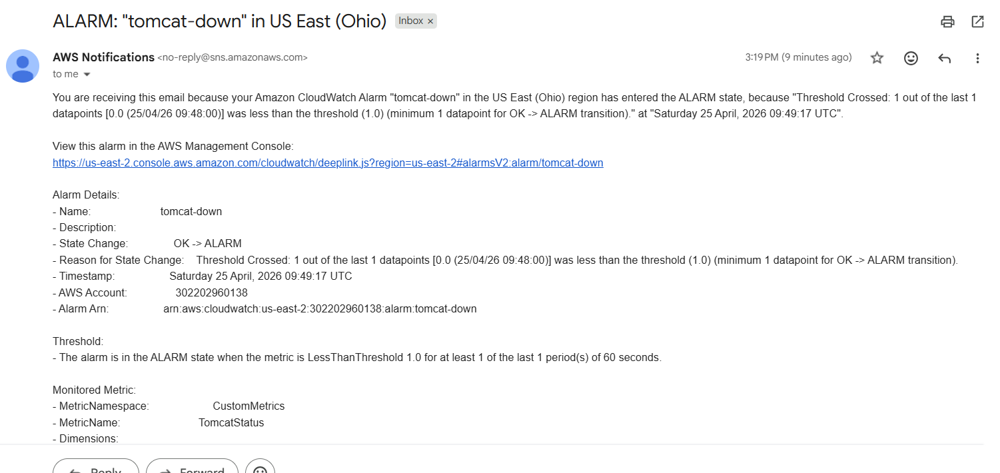 ALARM: "tomcat-down" in US East (Ohio) Inbox ×
AWS Notifications <no-reply@sns.amazonaws.com> 3:19 PM (9 minutes ago)
to me
You are receiving this email because your Amazon CloudWatch Alarm "tomcat-down" in the US East (Ohio) region has entered the ALARM state, because "Threshold Crossed: 1 out of the last 1
datapoints [0.0 (25/04/26 09:48:00)] was less than the threshold (1.0) (minimum 1 datapoint for OK -> ALARM transition)." at "Saturday 25 April, 2026 09:49:17 UTC".
View this alarm in the AWS Management Console:
https://us-east-2.console.aws.amazon.com/cloudwatch/deeplink.js?region=us-east-2#alarmsV2:alarm/tomcat-down
Alarm Details:
- Name: tomcat-down
- Description:
- State Change: OK -> ALARM
- Reason for State Change: Threshold Crossed: 1 out of the last 1 datapoints [0.0 (25/04/26 09:48:00)] was less than the threshold (1.0) (minimum 1 datapoint for OK -> ALARM transition).
- Timestamp: Saturday 25 April, 2026 09:49:17 UTC
- AWS Account: 302202960138
- Alarm Arn: arn:aws:cloudwatch:us-east-2:302202960138:alarm:tomcat-down
Threshold:
- The alarm is in the ALARM state when the metric is LessThanThreshold 1.0 for at least 1 of the last 1 period(s) of 60 seconds.
Monitored Metric:
- MetricNamespace: CustomMetrics
- MetricName: TomcatStatus
- Dimensions:
Reply Forward